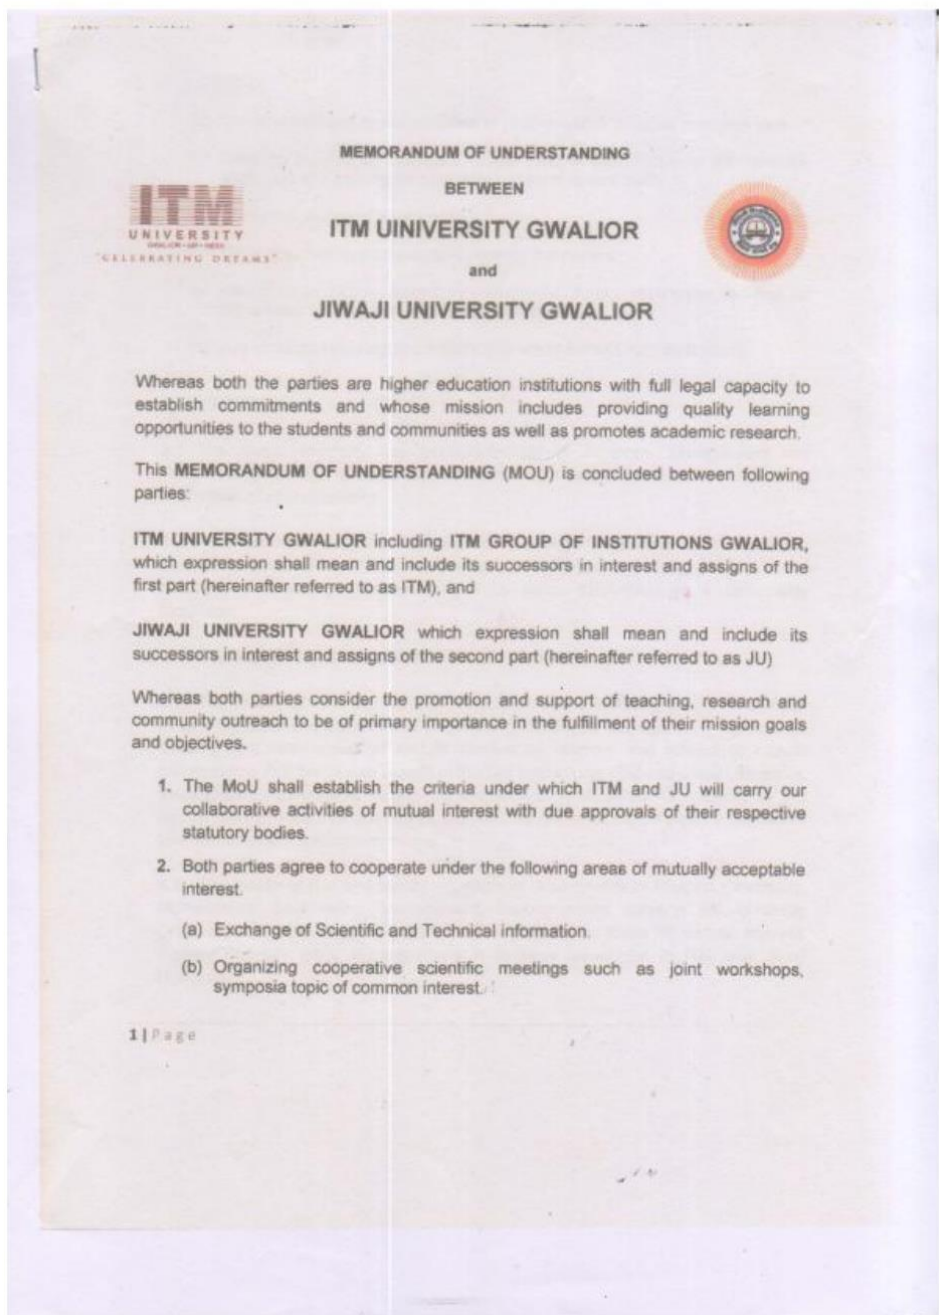 MEMORANDUM OF UNDERSTANDING
BETWEEN
ITM
UNIVERSITY
"CELEBRATING DREAMS"
ITM UINIVERSITY GWALIOR
and
JIWAJI UNIVERSITY GWALIOR
Whereas both the parties are higher education institutions with full legal capacity to
establish commitments and whose mission includes providing quality learning
opportunities to the students and communities as well as promotes academic research.
This MEMORANDUM OF UNDERSTANDING (MOU) is concluded between following
parties:
ITM UNIVERSITY GWALIOR including ITM GROUP OF INSTITUTIONS GWALIOR,
which expression shall mean and include its successors in interest and assigns of the
first part (hereinafter referred to as ITM), and
JIWAJI UNIVERSITY GWALIOR which expression shall mean and include its
successors in interest and assigns of the second part (hereinafter referred to as JU)
Whereas both parties consider the promotion and support of teaching, research and
community outreach to be of primary importance in the fulfillment of their mission goals
and objectives.
1. The MoU shall establish the criteria under which ITM and JU will carry our
collaborative activities of mutual interest with due approvals of their respective
statutory bodies.
2. Both parties agree to cooperate under the following areas of mutually acceptable
interest.
(a) Exchange of Scientific and Technical information.
(b) Organizing cooperative scientific meetings such as joint workshops,
symposia topic of common interest.
1 | Page